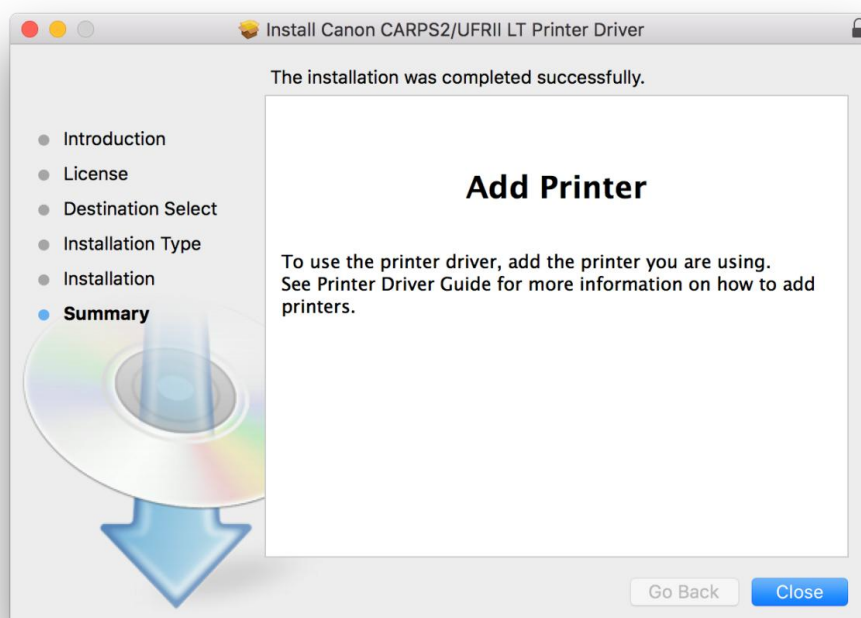 Install Canon CARPS2/UFRII LT Printer Driver
The installation was completed successfully.
Introduction
License
Destination Select
Installation Type
Installation
Summary
Add Printer
To use the printer driver, add the printer you are using.
See Printer Driver Guide for more information on how to add
printers.
Go Back
Close